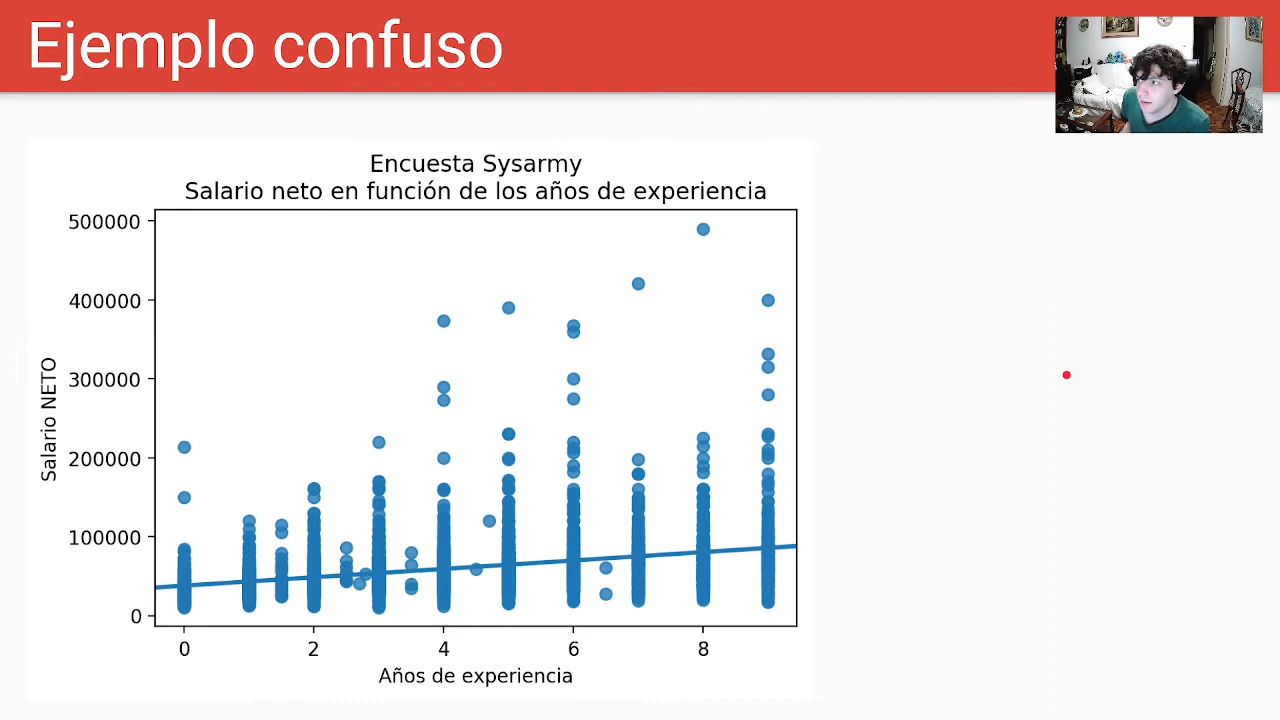 Ejemplo confuso
Encuesta Sysarmy
Salario neto en función de los años de experiencia
500000
400000
300000
200000
100000
0
Salario NETO
0 2 4 6 8
Años de experiencia